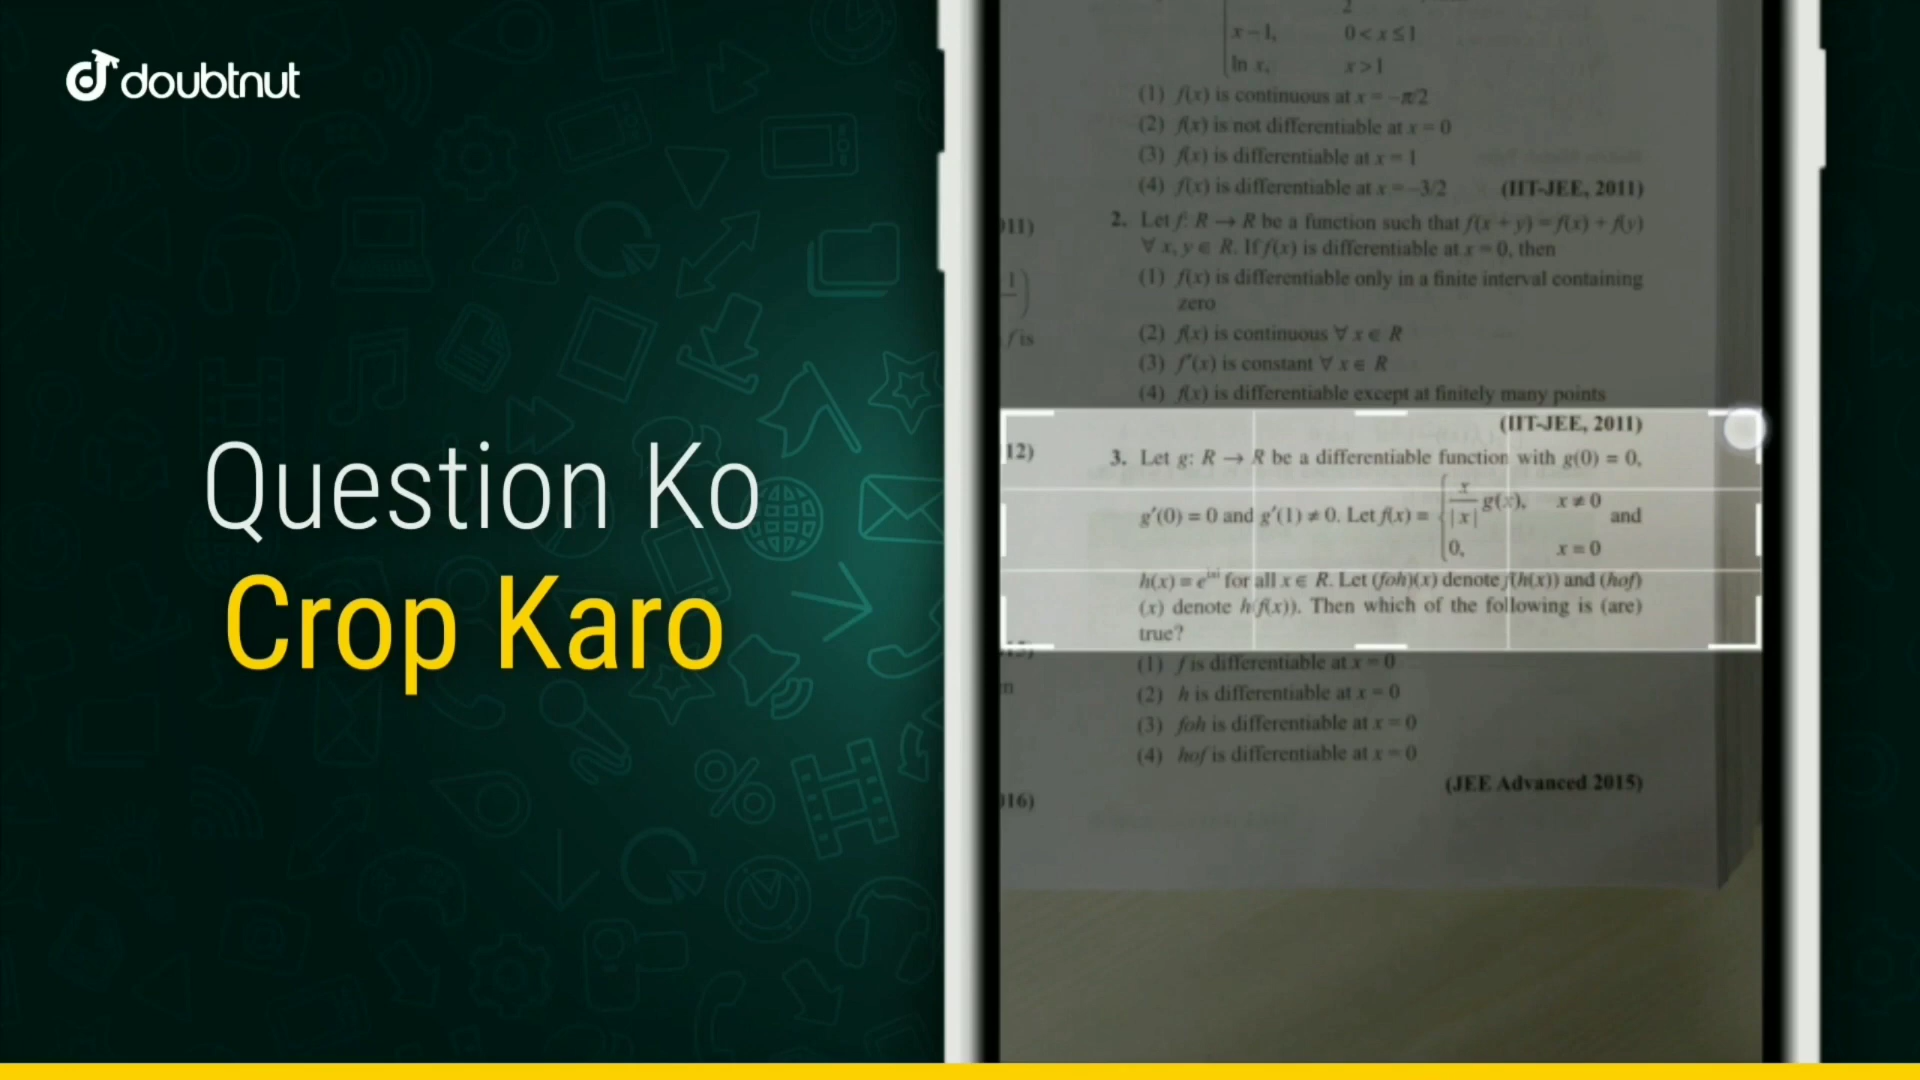 doubtnut
Question Ko
Crop Karo
x – 1, 0 < x ≤ 1
ln x, x > 1
(1) f(x) is continuous at x = –π/2
(2) f(x) is not differentiable at x = 0
(3) f(x) is differentiable at x = 1
(4) f(x) is differentiable at x = –3/2 (IIT-JEE, 2011)
2. Let f: R → R be a function such that f(x + y) = f(x) + f(y)
∀ x, y ∈ R. If f(x) is differentiable at x = 0, then
(1) f(x) is differentiable only in a finite interval containing
zero
(2) f(x) is continuous ∀ x ∈ R
(3) f′(x) is constant ∀ x ∈ R
(4) f(x) is differentiable except at finitely many points
(IIT-JEE, 2011)
3. Let g: R → R be a differentiable function with g(0) = 0,
g′(0) = 0 and g′(1) ≠ 0. Let f(x) = { x/|x| g(x), x ≠ 0 and
0, x = 0
h(x) = e^|x| for all x ∈ R. Let (foh)(x) denote f(h(x)) and (hof)
(x) denote h(f(x)). Then which of the following is (are)
true?
(1) f is differentiable at x = 0
(2) h is differentiable at x = 0
(3) foh is differentiable at x = 0
(4) hof is differentiable at x = 0
(JEE Advanced 2015)
11)
f is
12)
16)